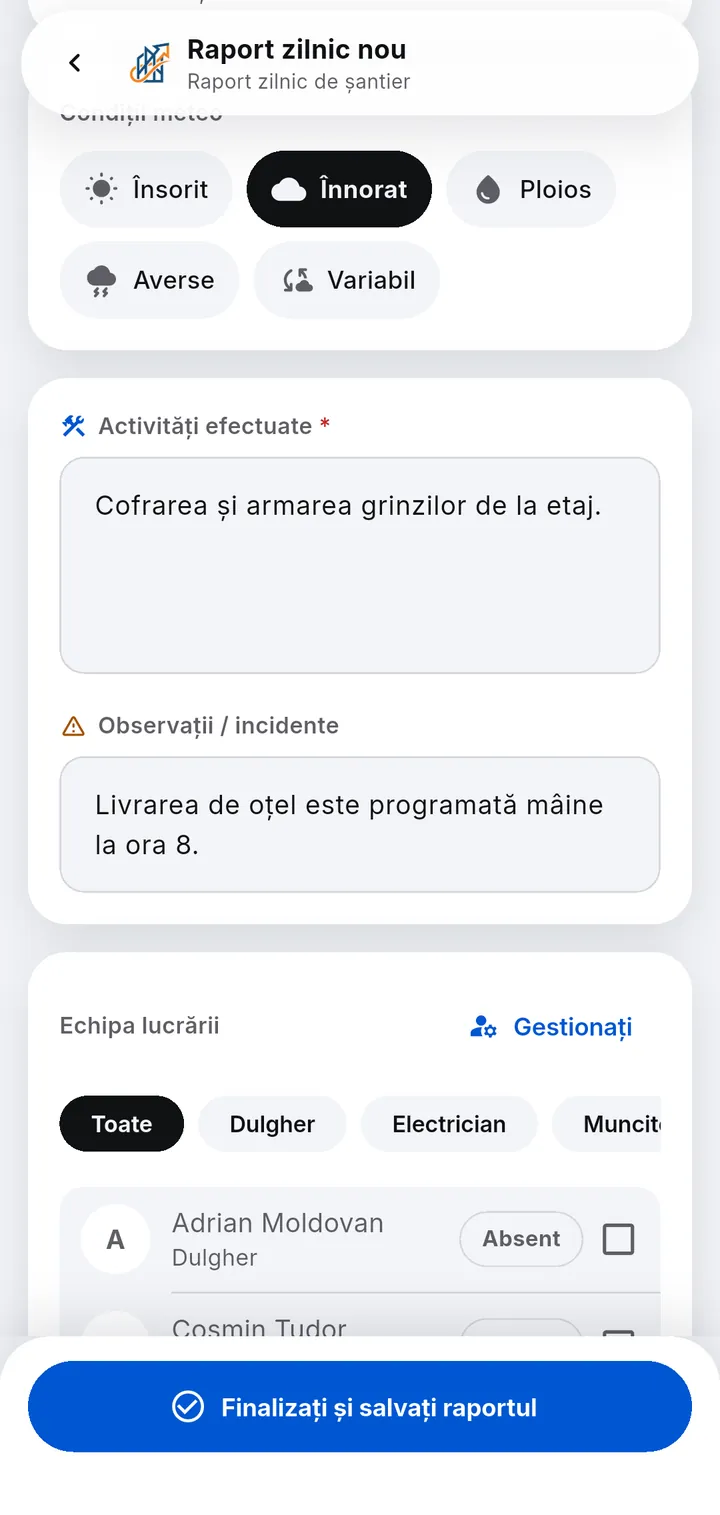 Raport zilnic nou
Raport zilnic de șantier
Condiții meteo
Însorit
Înnorat
Ploios
Averse
Variabil
Activități efectuate *
Cofrarea și armarea grinzilor de la etaj.
Observații / incidente
Livrarea de oțel este programată mâine
la ora 8.
Echipa lucrării
Gestionați
Toate
Dulgher
Electrician
A
Adrian Moldovan
Dulgher
Absent
Cosmin Tudor
Finalizați și salvați raportul